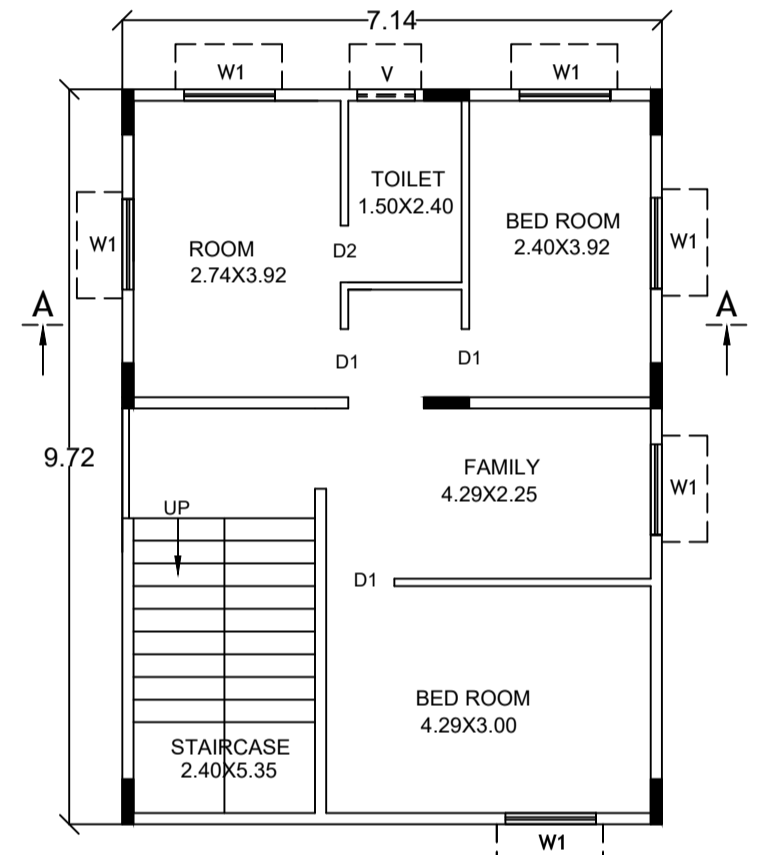 7.14
W1
V
W1
TOILET
1.50X2.40
BED ROOM
2.40X3.92
W1
ROOM
2.74X3.92
D2
W1
A
A
D1
D1
9.72
FAMILY
4.29X2.25
W1
UP
D1
BED ROOM
4.29X3.00
STAIRCASE
2.40X5.35
W1